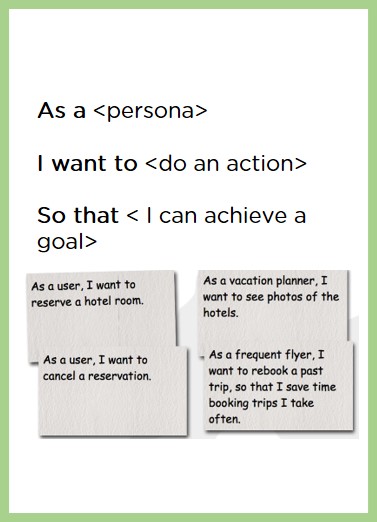 As a <persona>
I want to <do an action>
So that < I can achieve a
goal>
As a user, I want to
reserve a hotel room.
As a user, I want to
cancel a reservation.
As a vacation planner, I
want to see photos of the
hotels.
As a frequent flyer, I
want to rebook a past
trip, so that I save time
booking trips I take
often.